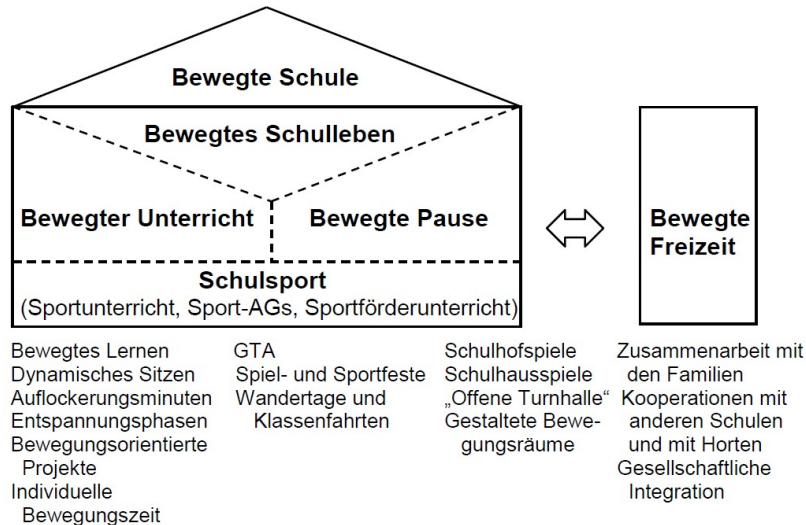 Bewegte Schule
Bewegtes Schulleben
Bewegter Unterricht
Bewegte Pause
Schulsport
(Sportunterricht, Sport-AGs, Sportförderunterricht)
Bewegte
Freizeit
Bewegtes Lernen
Dynamisches Sitzen
Auflockerungsminuten
Entspannungsphasen
Bewegungsorientierte
Projekte
Individuelle
Bewegungszeit
GTA
Spiel- und Sportfeste
Wandertage und
Klassenfahrten
Schulhofspiele
Schulhausspiele
„Offene Turnhalle“
Gestaltete Bewe-
gungsräume
Zusammenarbeit mit
den Familien
Kooperationen mit
anderen Schulen
und mit Horten
Gesellschaftliche
Integration